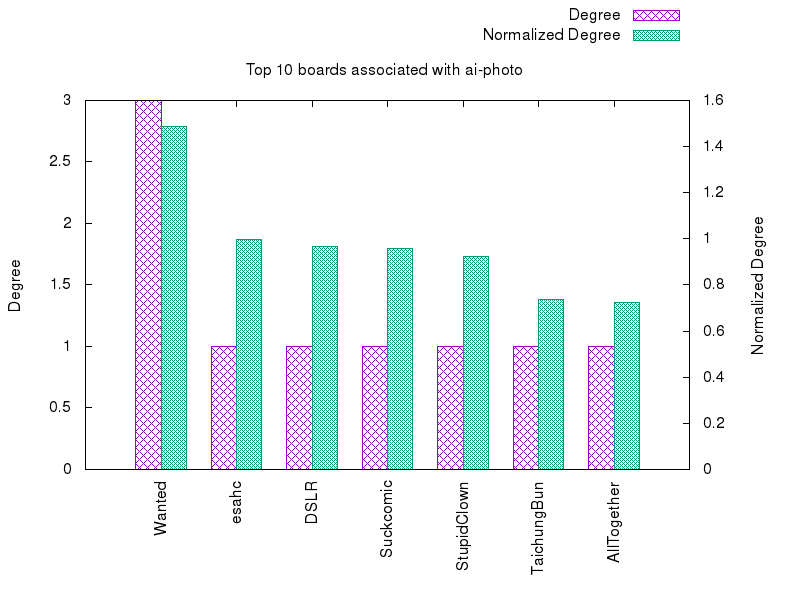 Degree
Normalized Degree
Top 10 boards associated with ai-photo
3
2.5
2
1.5
1
0.5
0
1.6
1.4
1.2
1
0.8
0.6
0.4
0.2
0
Degree
Normalized Degree
Wanted
esahc
DSLR
Suckcomic
StupidClown
TaichungBun
AllTogether